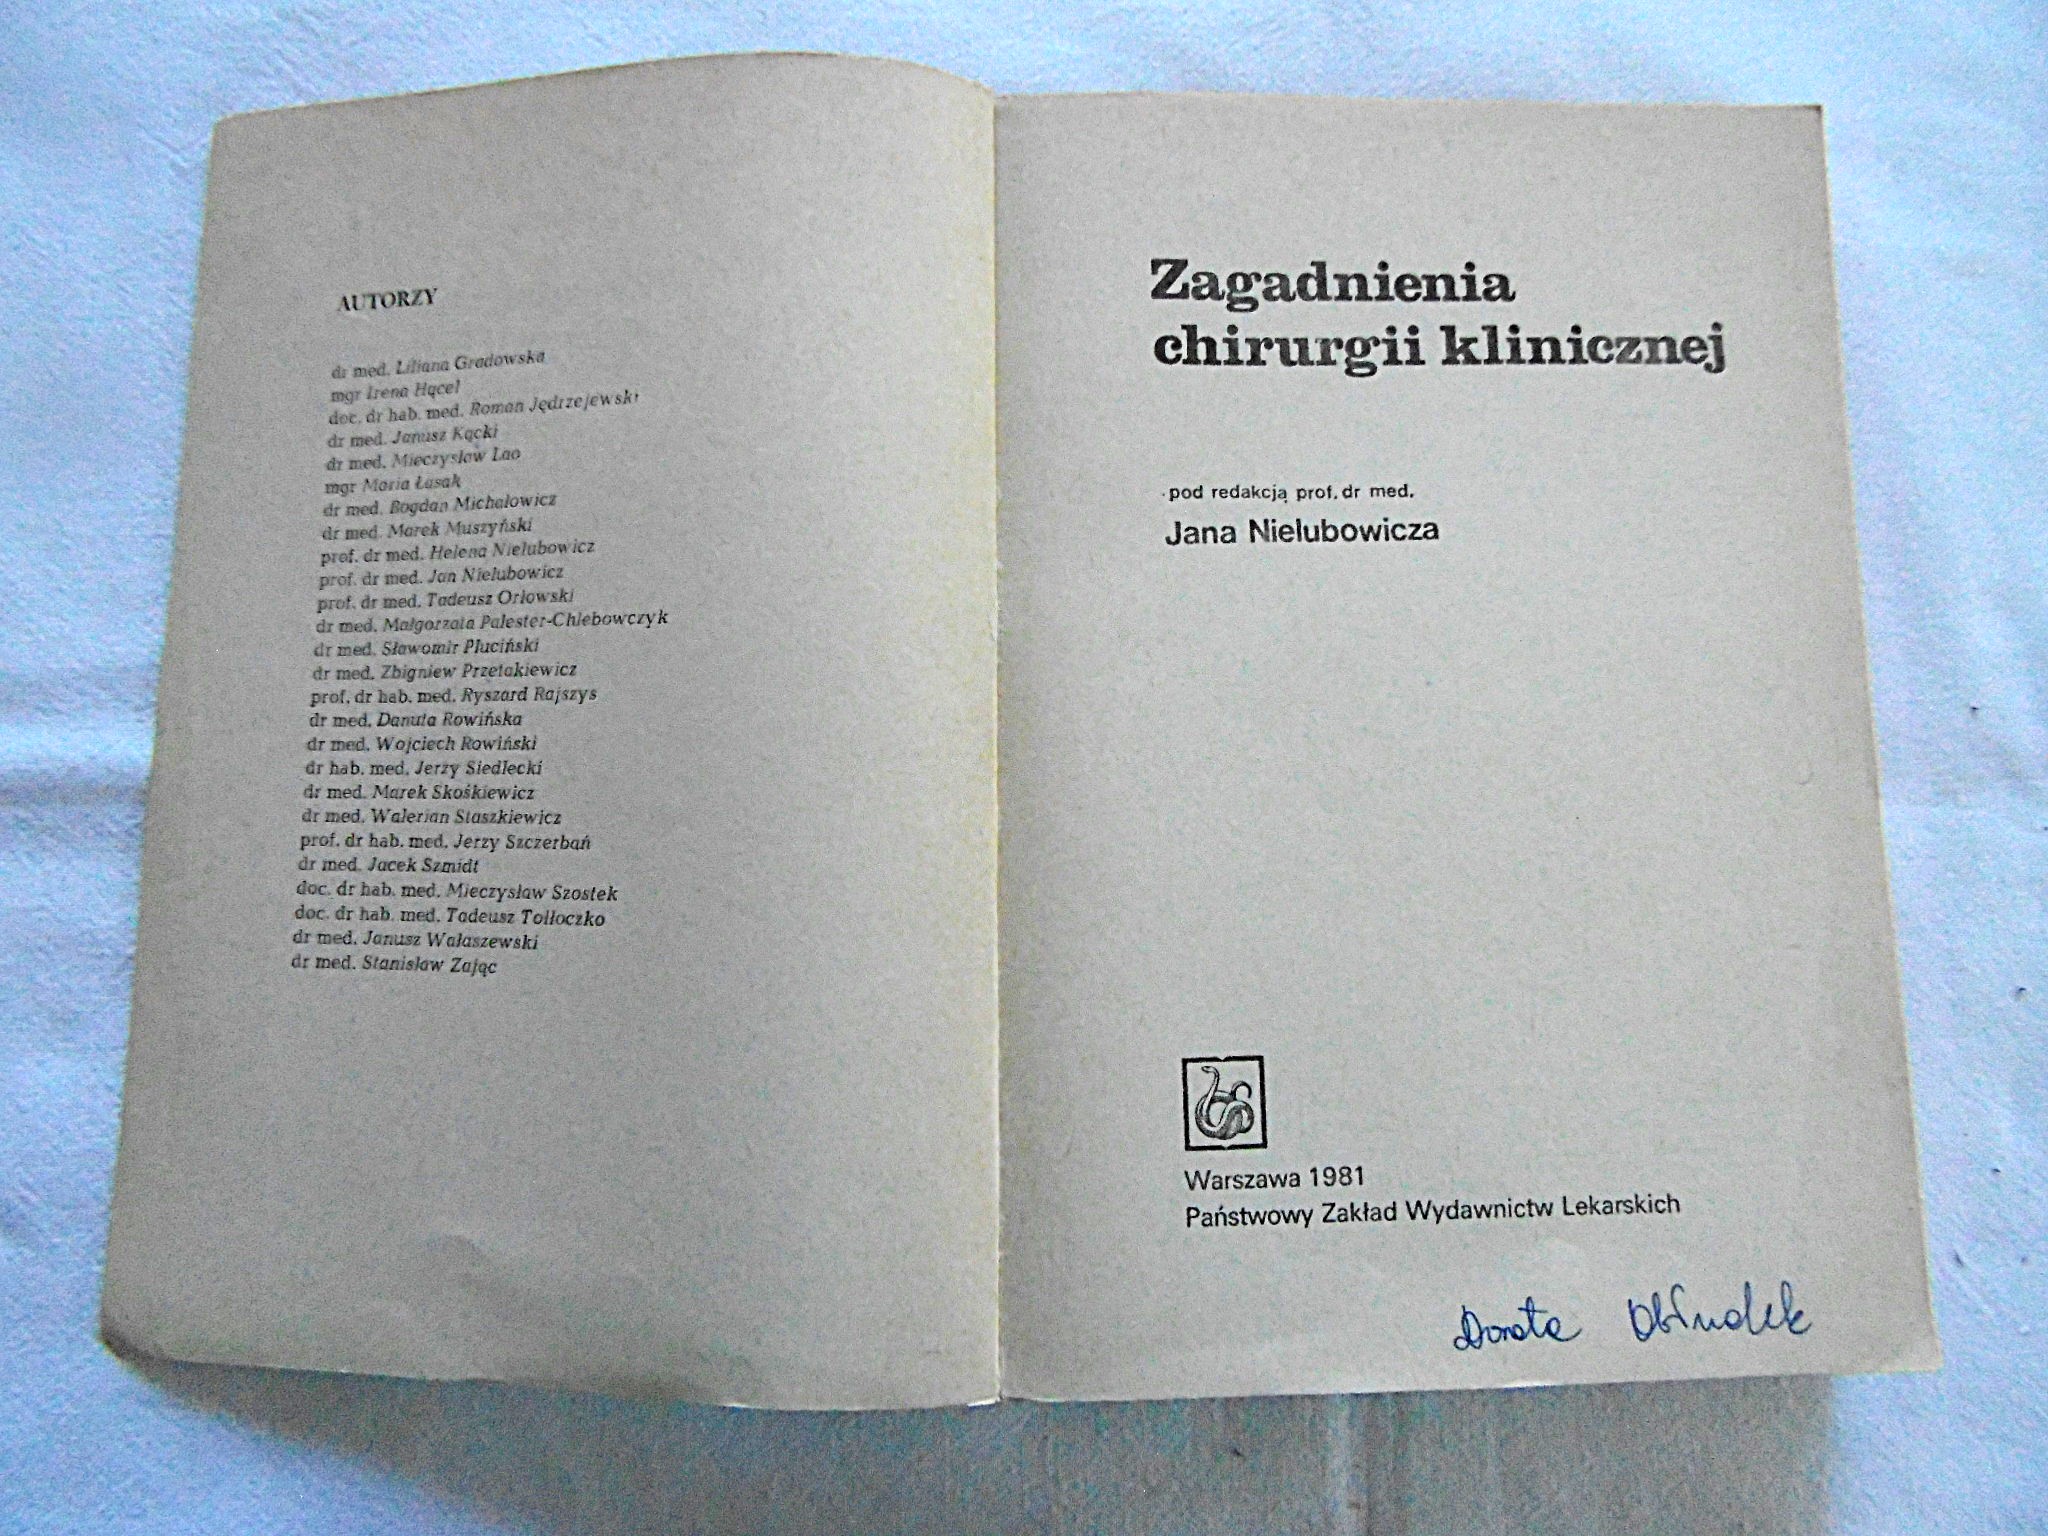 AUTORZY
dr med. Liliana Gradowska
mgr Irena Hącel
doc. dr hab. med. Roman Jędrzejewski
dr med. Janusz Kącki
dr med. Mieczysław Lao
mgr Maria Łasak
dr med. Bogdan Michałowicz
dr med. Marek Muszyński
prof. dr med. Helena Nielubowicz
prof. dr med. Jan Nielubowicz
prof. dr med. Tadeusz Orłowski
dr med. Małgorzata Palester-Chlebowczyk
dr med. Sławomir Pluciński
dr med. Zbigniew Przetakiewicz
prof. dr hab. med. Ryszard Rajszys
dr med. Danuta Rowińska
dr med. Wojciech Rowiński
dr hab. med. Jerzy Siedlecki
dr med. Marek Skośkiewicz
dr med. Walerian Staszkiewicz
prof. dr hab. med. Jerzy Szczerbań
dr med. Jacek Szmidt
doc. dr hab. med. Mieczysław Szostek
doc. dr hab. med. Tadeusz Tołłoczko
dr med. Janusz Wałaszewski
dr med. Stanisław Zając
Zagadnienia
chirurgii klinicznej
pod redakcją prof. dr med.
Jana Nielubowicza
Warszawa 1981
Państwowy Zakład Wydawnictw Lekarskich
Dorota